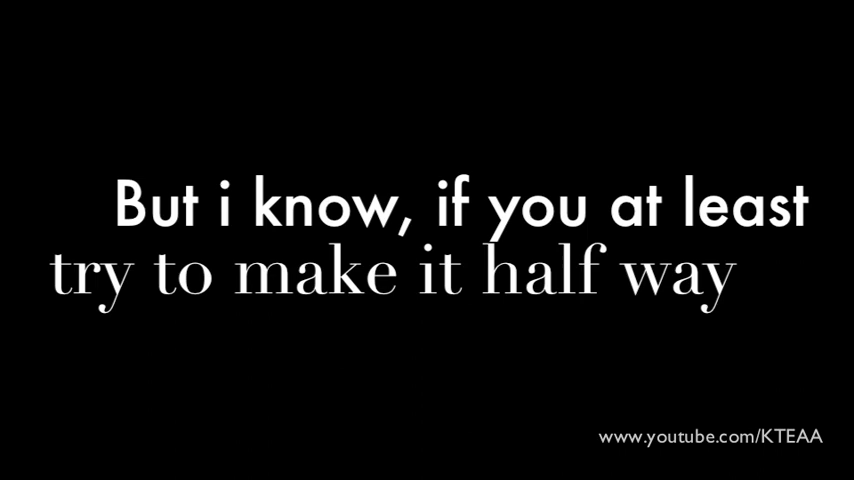 But i know, if you at least
try to make it half way
www.youtube.com/KTEAA